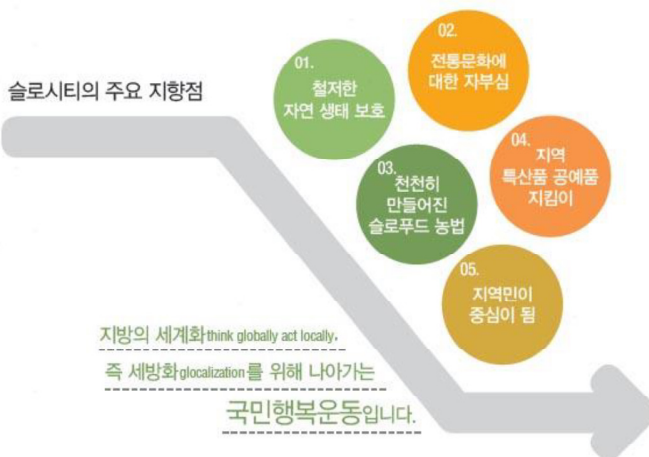 슬로시티의 주요 지향점
01.
철저한
자연 생태 보호
02.
전통문화에
대한 자부심
03.
천천히
만들어진
슬로푸드 농법
04.
지역
특산품 공예품
지킴이
05.
지역민이
중심이 됨
지방의 세계화think globally act locally,
즉 세방화glocalization를 위해 나아가는
국민행복운동입니다.